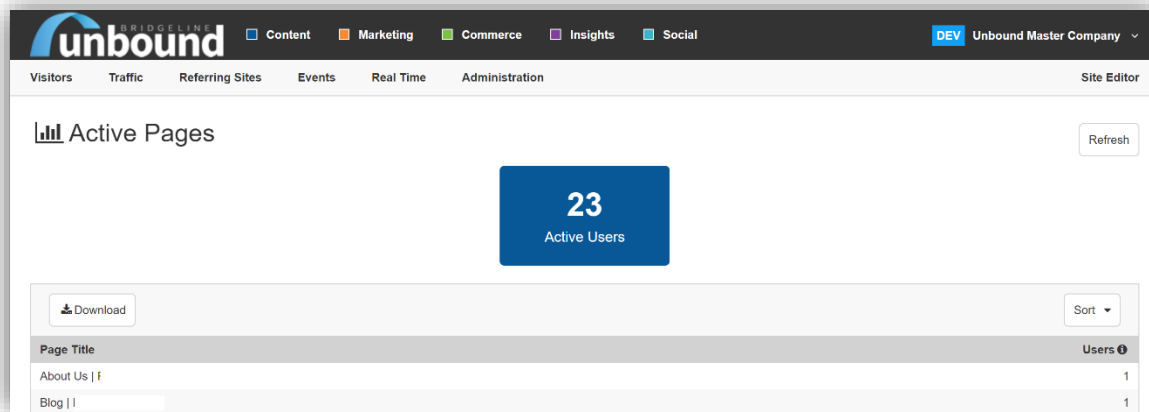 BRIDGELINE
unbound
Content Marketing Commerce Insights Social DEV Unbound Master Company
Visitors Traffic Referring Sites Events Real Time Administration Site Editor
Active Pages
Refresh
23
Active Users
Download Sort
Page Title Users
About Us | 1
Blog | 1